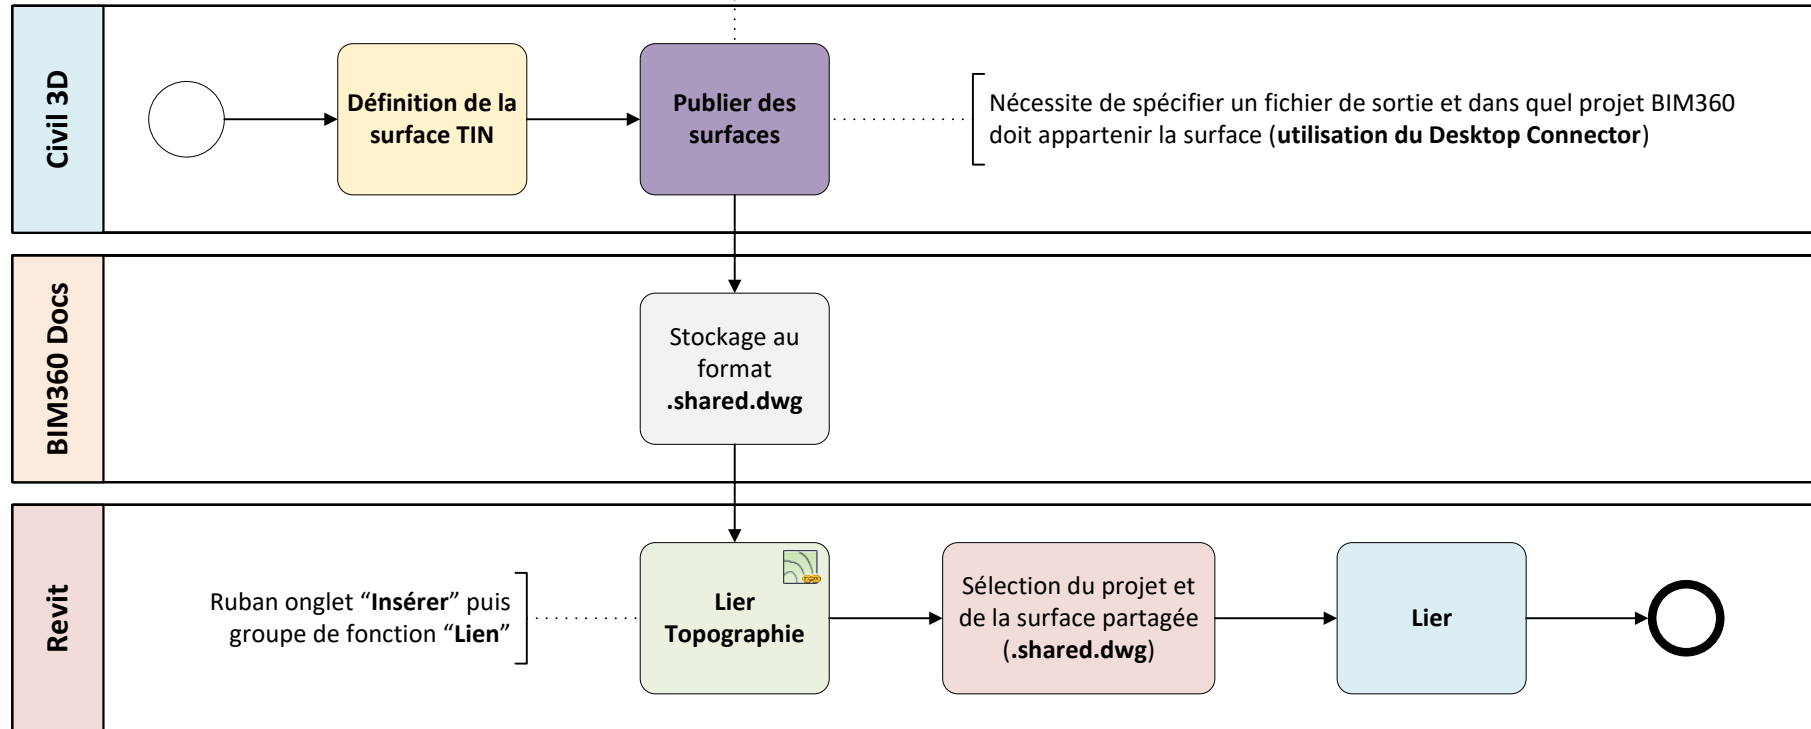 Civil 3D
Définition de la
surface TIN
Publier des
surfaces
Nécessite de spécifier un fichier de sortie et dans quel projet BIM360
doit appartenir la surface (utilisation du Desktop Connector)
BIM360 Docs
Stockage au
format
.shared.dwg
Revit
Ruban onglet “Insérer” puis
groupe de fonction “Lien”
Lier
Topographie
Sélection du projet et
de la surface partagée
(.shared.dwg)
Lier